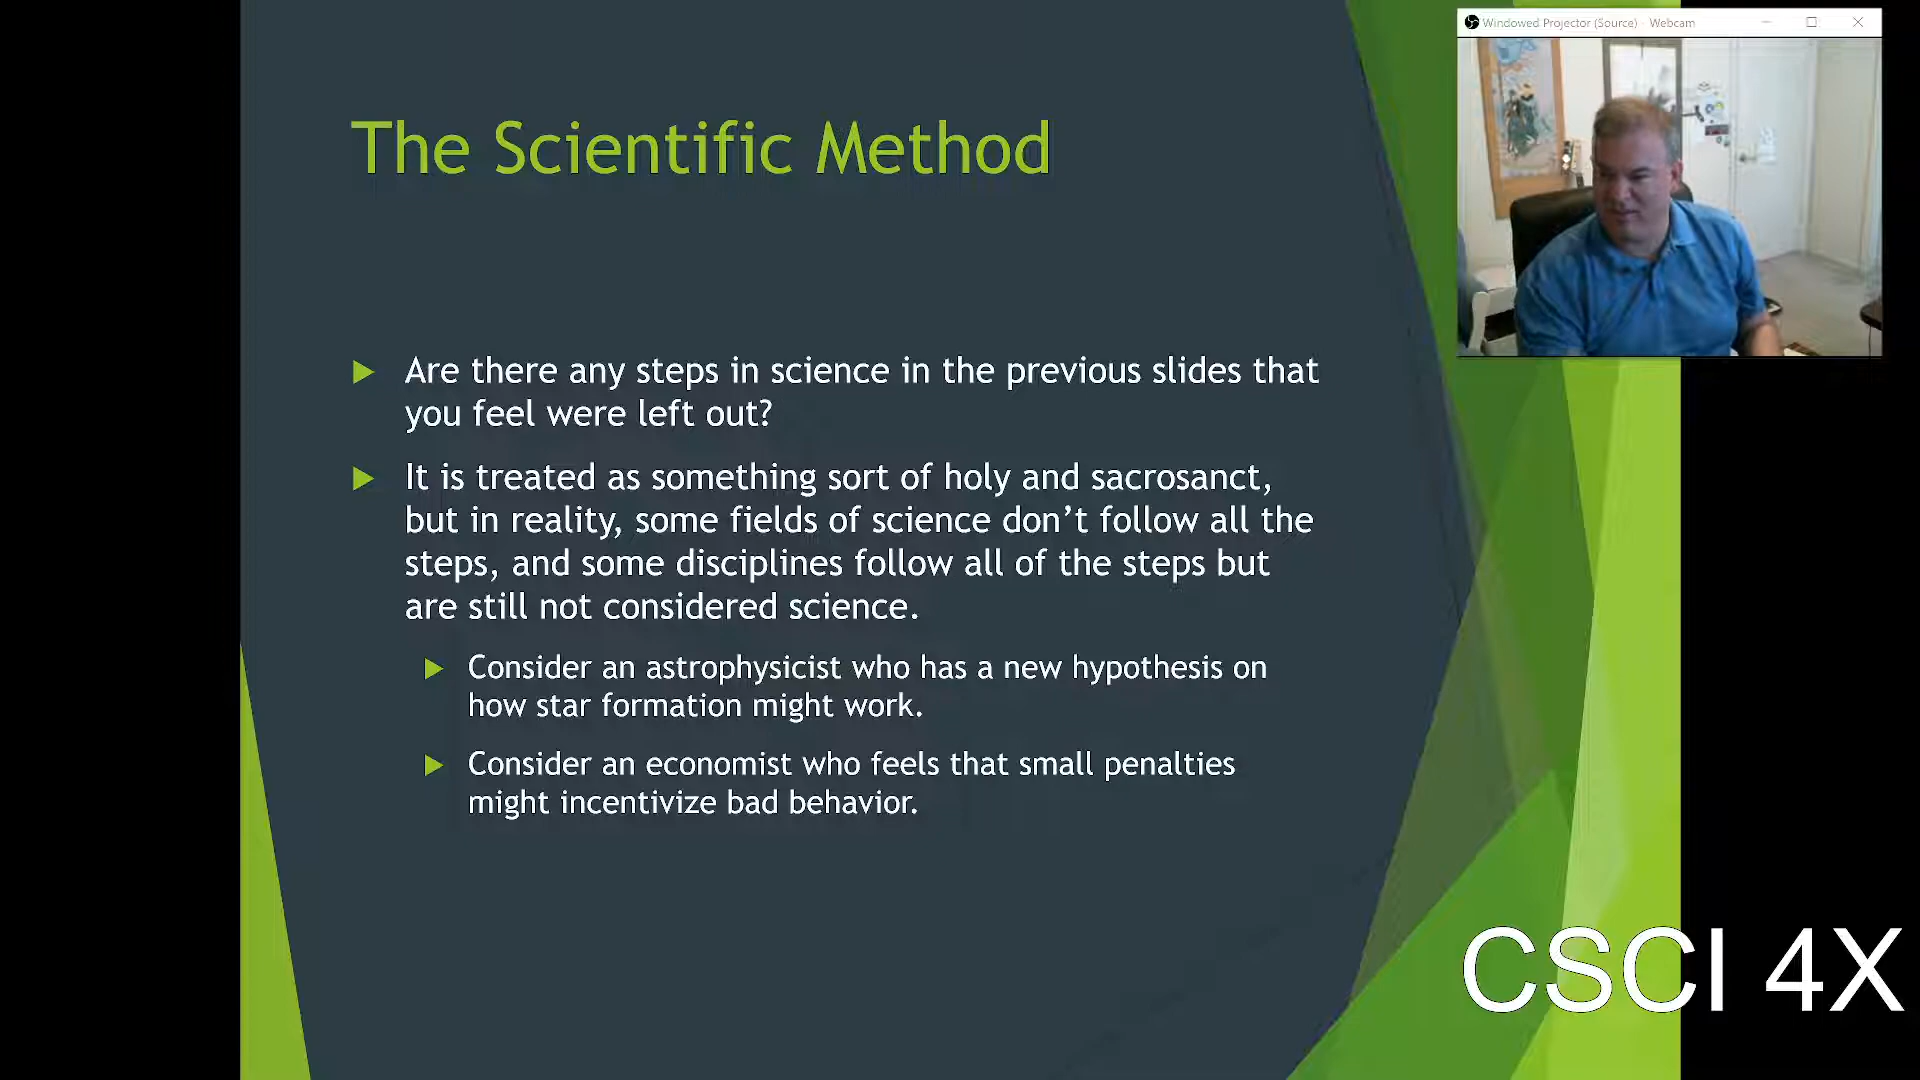 Windowed Projector (Source) - Webcam
The Scientific Method
Are there any steps in science in the previous slides that
you feel were left out?
It is treated as something sort of holy and sacrosanct,
but in reality, some fields of science don’t follow all the
steps, and some disciplines follow all of the steps but
are still not considered science.
Consider an astrophysicist who has a new hypothesis on
how star formation might work.
Consider an economist who feels that small penalties
might incentivize bad behavior.
CSCI 4X